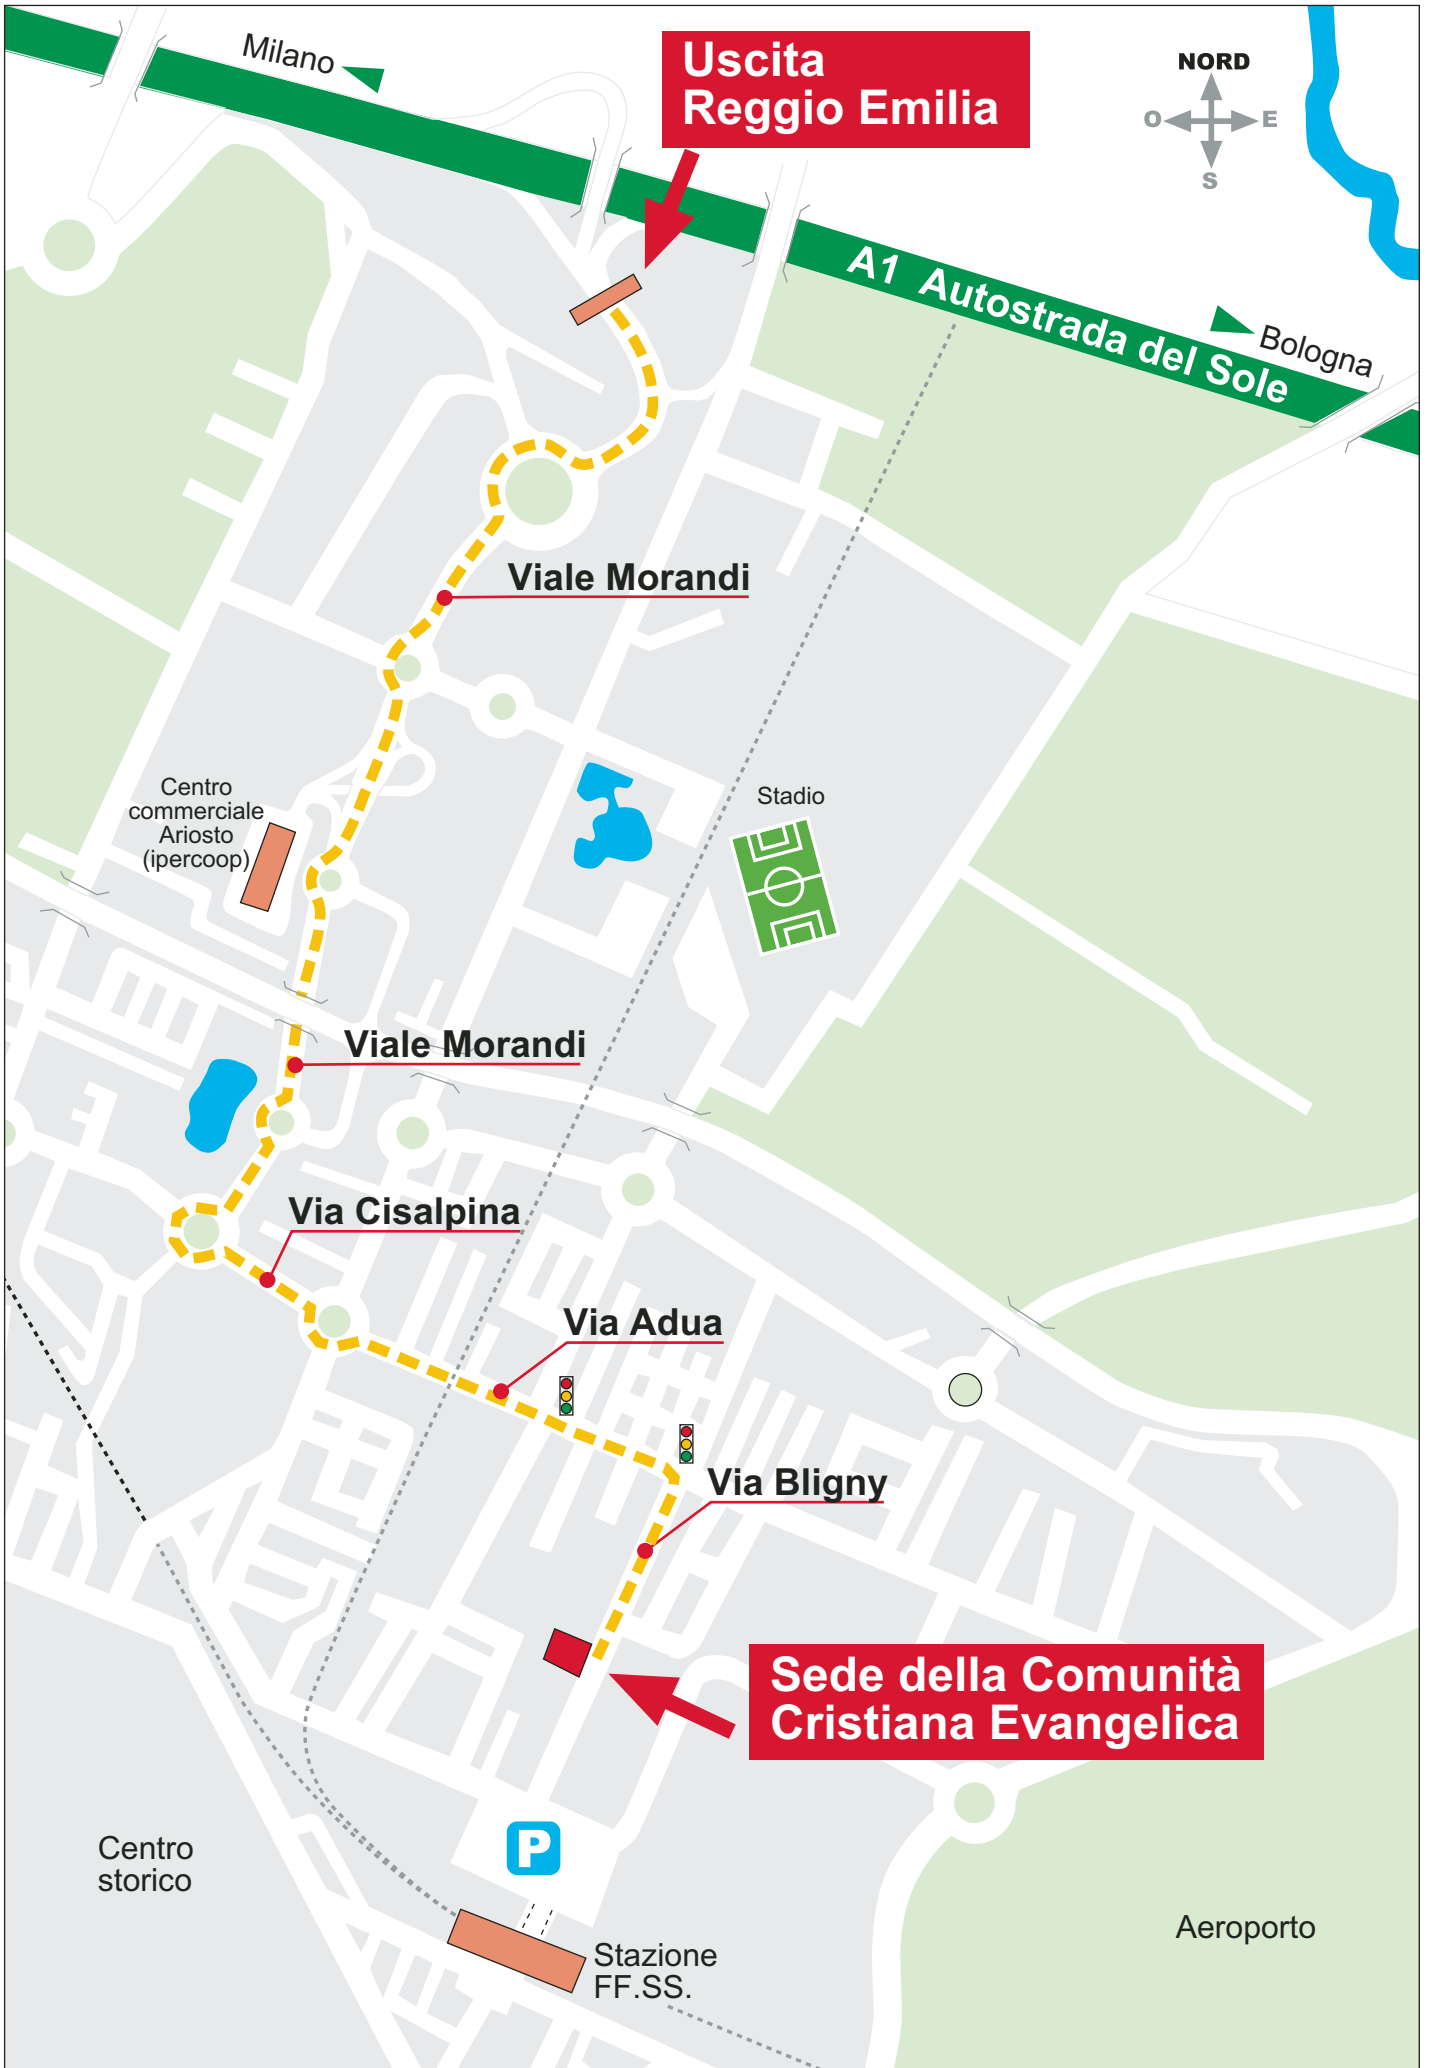 Milano
Uscita
Reggio Emilia
NORD
O
E
S
A1 Autostrada del Sole
Bologna
Viale Morandi
Centro
commerciale
Ariosto
(ipercoop)
Stadio
Viale Morandi
Via Cisalpina
Via Adua
Via Bligny
Sede della Comunità
Cristiana Evangelica
P
Centro
storico
Aeroporto
Stazione
FF.SS.